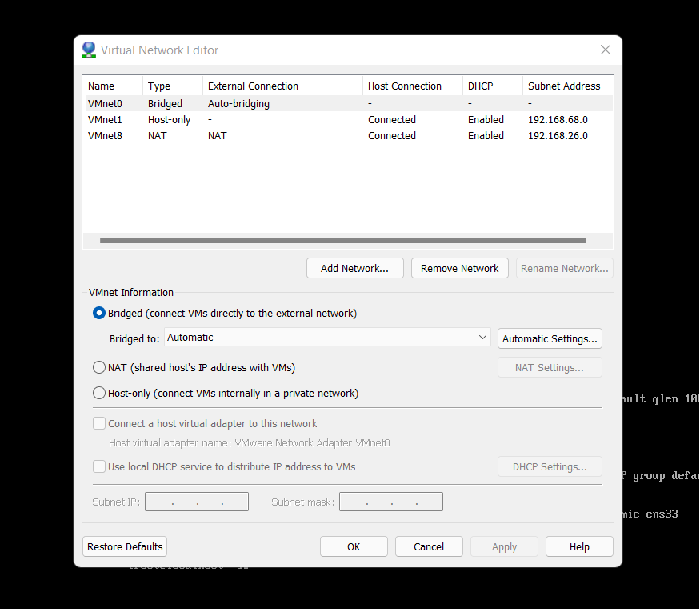 Virtual Network Editor
Name Type External Connection Host Connection DHCP Subnet Address
VMnet0 Bridged Auto-bridging - - -
VMnet1 Host-only - Connected Enabled 192.168.68.0
VMnet8 NAT NAT Connected Enabled 192.168.26.0
Add Network... Remove Network Rename Network...
VMnet Information
Bridged (connect VMs directly to the external network)
Bridged to: Automatic Automatic Settings...
NAT (shared host's IP address with VMs) NAT Settings...
Host-only (connect VMs internally in a private network)
Connect a host virtual adapter to this network
Host virtual adapter name: VMware Network Adapter VMnet0
Use local DHCP service to distribute IP address to VMs DHCP Settings...
group defau
ens33
Subnet IP: . . . Subnet mask: . . .
Restore Defaults OK Cancel Apply Help